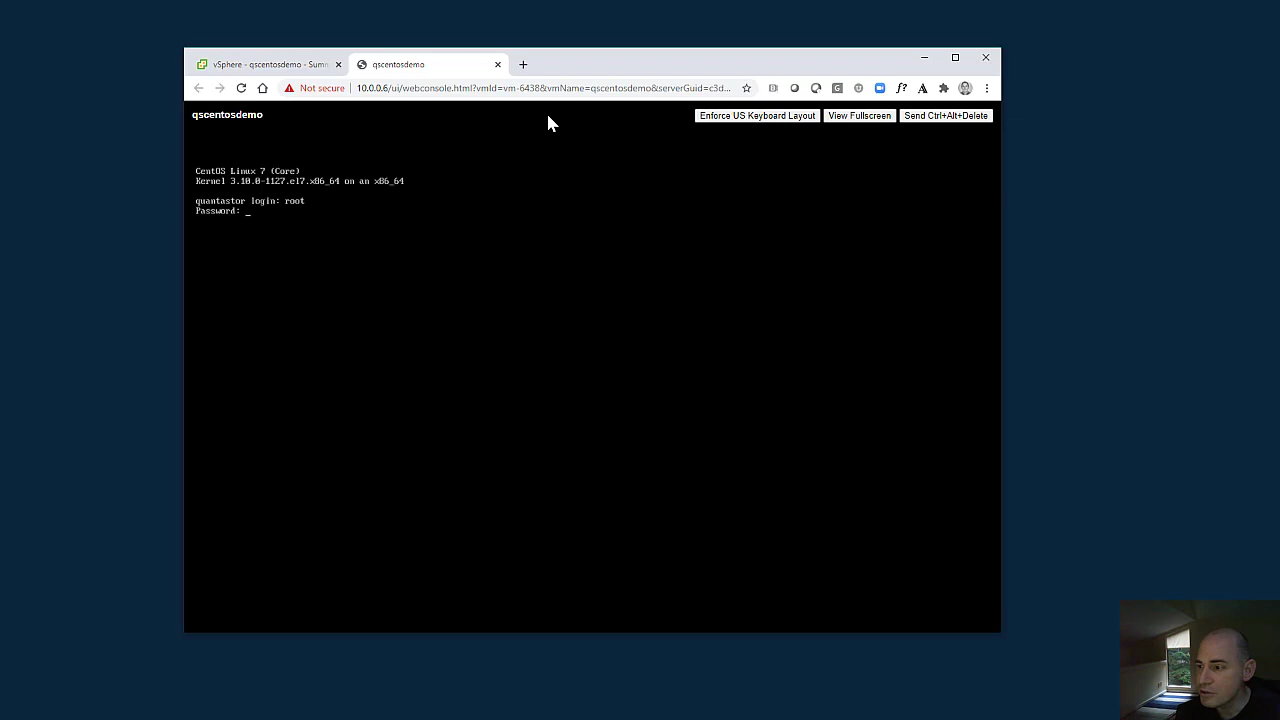 vSphere - qscentosdemo - Sum
qscentosdemo
Not secure
10.0.0.6/ui/webconsole.html?vmId=vm-6438&vmName=qscentosdemo&serverGuid=c3d...
qscentosdemo
Enforce US Keyboard Layout
View Fullscreen
Send Ctrl+Alt+Delete
CentOS Linux 7 (Core)
Kernel 3.10.0-1127.el7.x86_64 on an x86_64
quantastor login: root
Password: _